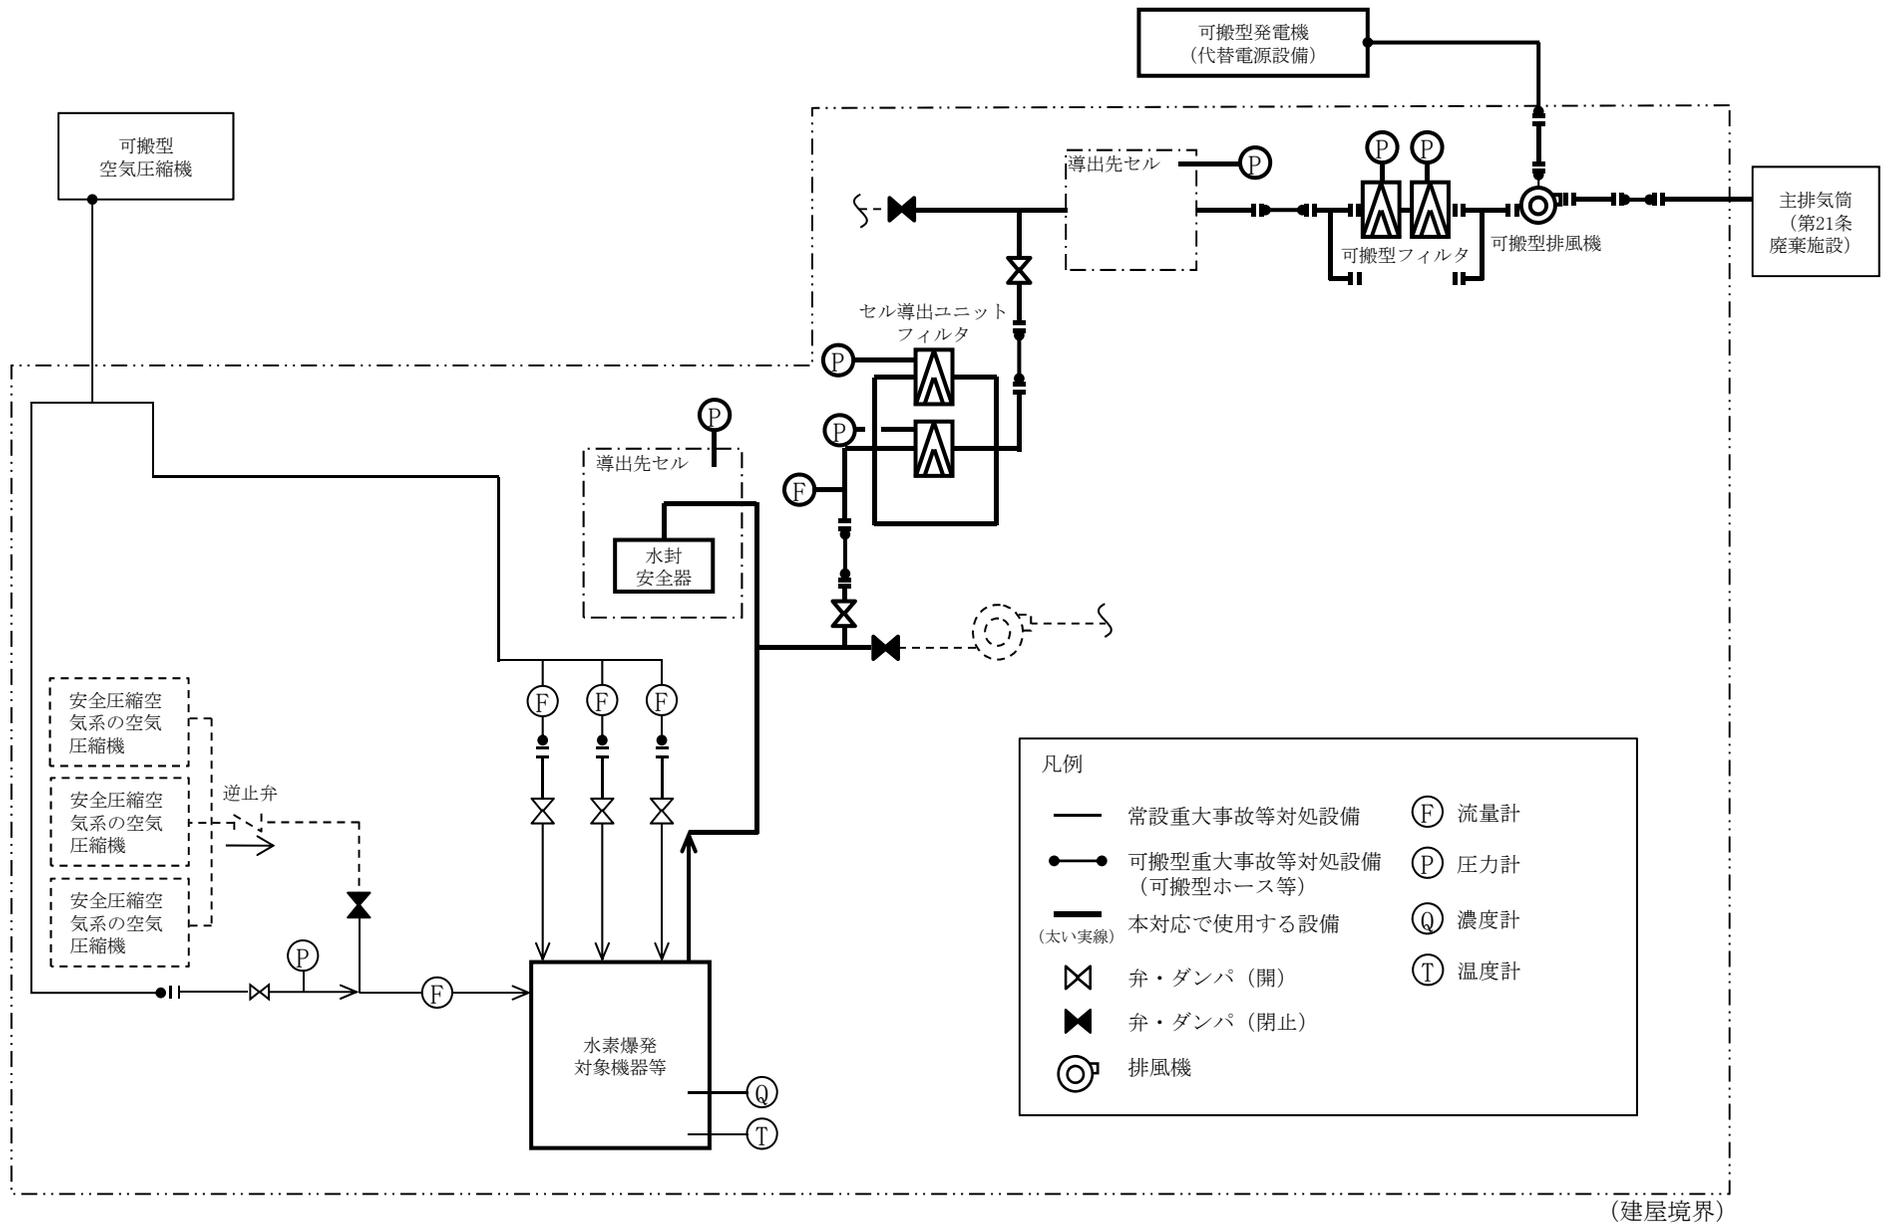 可搬型発電機
（代替電源設備）
可搬型
空気圧縮機
導出先セル
P
P
P
主排気筒
（第21条
廃棄施設）
可搬型フィルタ
可搬型排風機
セル導出ユニット
フィルタ
P
P
P
F
導出先セル
水封
安全器
F
F
F
安全圧縮空
気系の空気
圧縮機
安全圧縮空
気系の空気
圧縮機
安全圧縮空
気系の空気
圧縮機
逆止弁
P
F
水素爆発
対象機器等
Q
T
凡例
常設重大事故等対処設備
可搬型重大事故等対処設備
（可搬型ホース等）
本対応で使用する設備
（太い実線）
弁・ダンパ（開）
弁・ダンパ（閉止）
排風機
F 流量計
P 圧力計
Q 濃度計
T 温度計
（建屋境界）